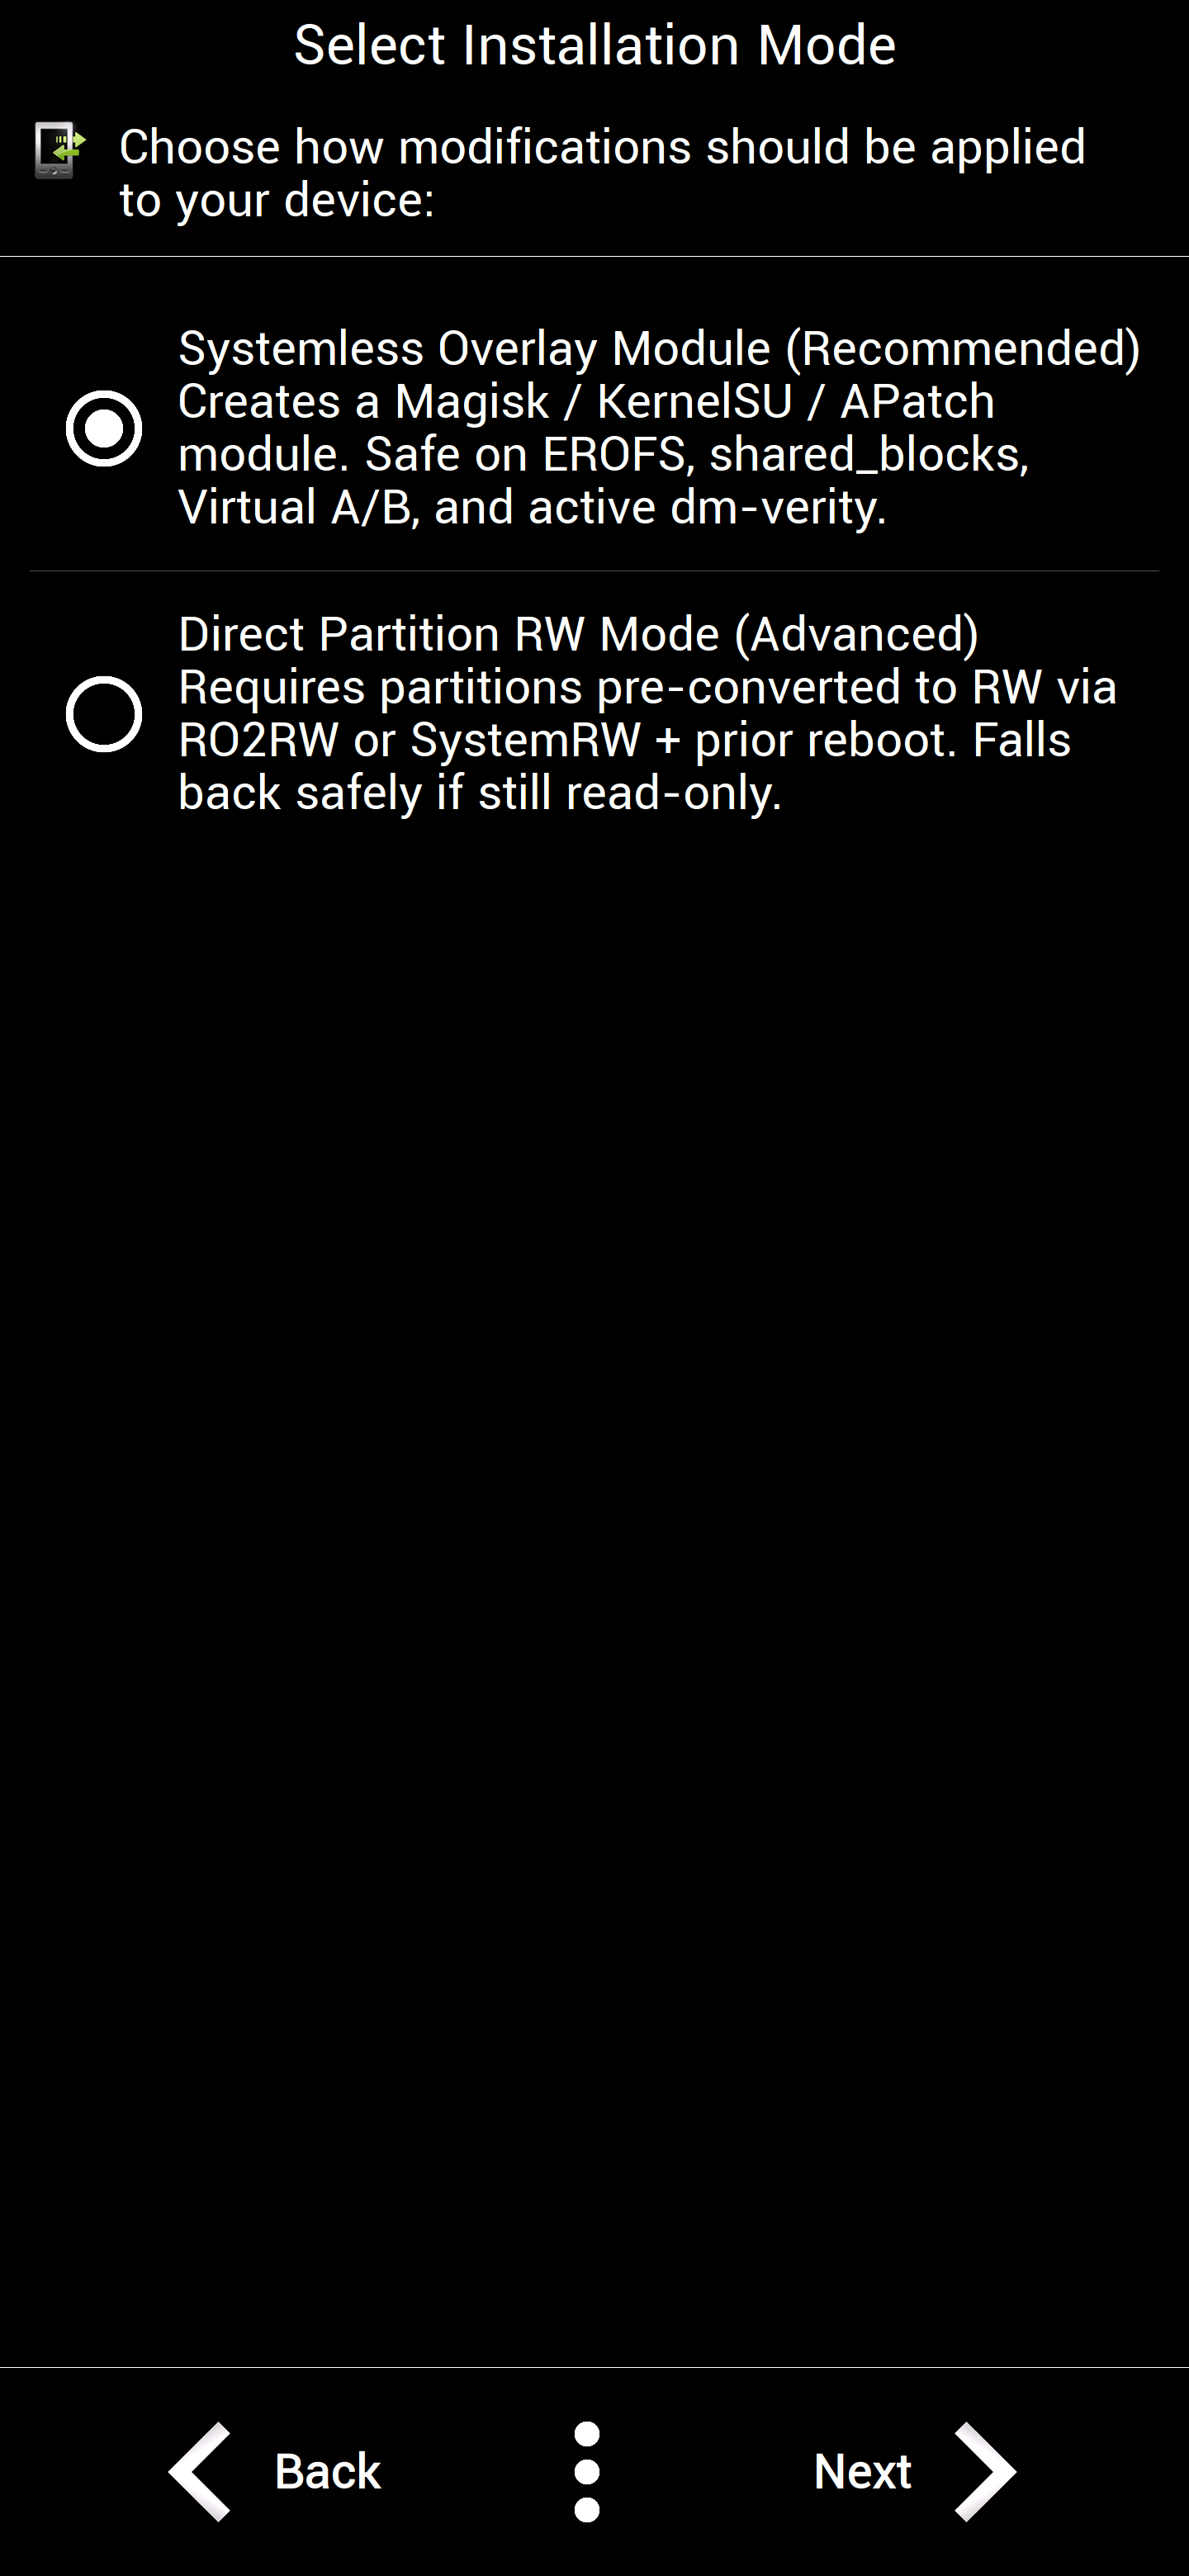 Select Installation Mode
Choose how modifications should be applied
to your device:
Systemless Overlay Module (Recommended)
Creates a Magisk / KernelSU / APatch
module. Safe on EROFS, shared_blocks,
Virtual A/B, and active dm-verity.
Direct Partition RW Mode (Advanced)
Requires partitions pre-converted to RW via
RO2RW or SystemRW + prior reboot. Falls
back safely if still read-only.
Back
Next